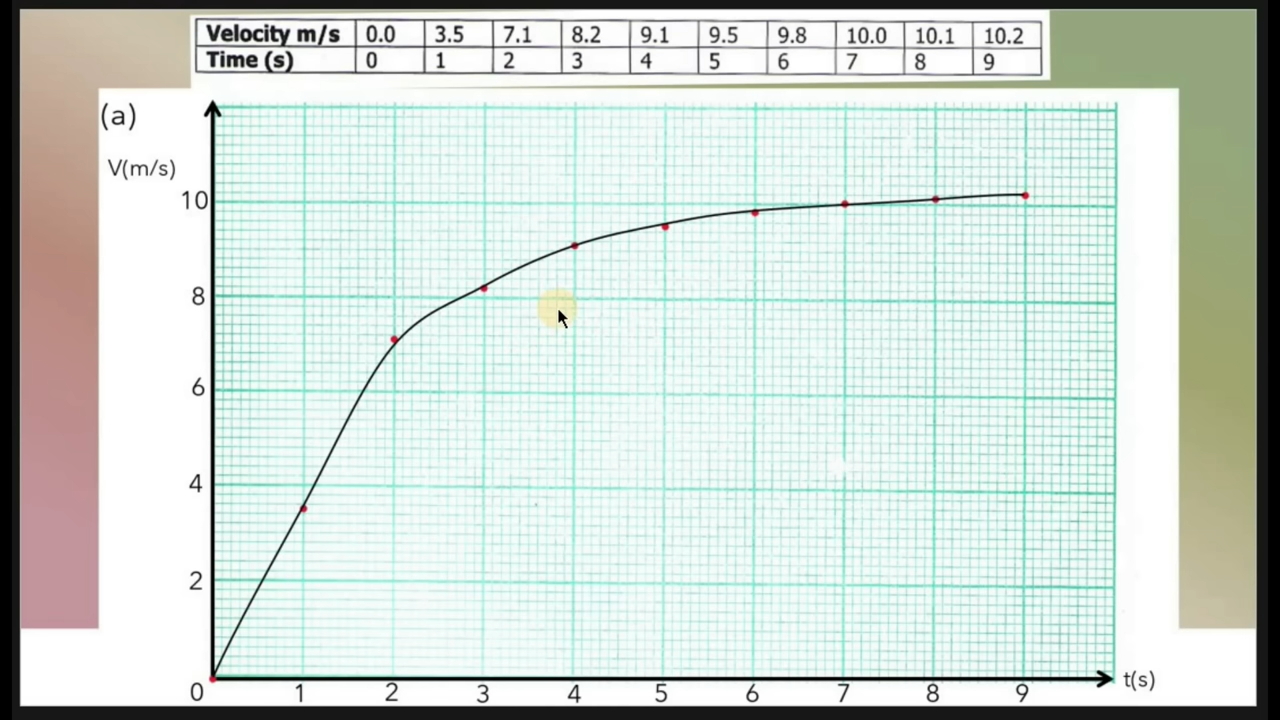 Velocity m/s 0.0 3.5 7.1 8.2 9.1 9.5 9.8 10.0 10.1 10.2
Time (s) 0 1 2 3 4 5 6 7 8 9
(a)
V(m/s)
10
8
6
4
2
0 1 2 3 4 5 6 7 8 9 t(s)